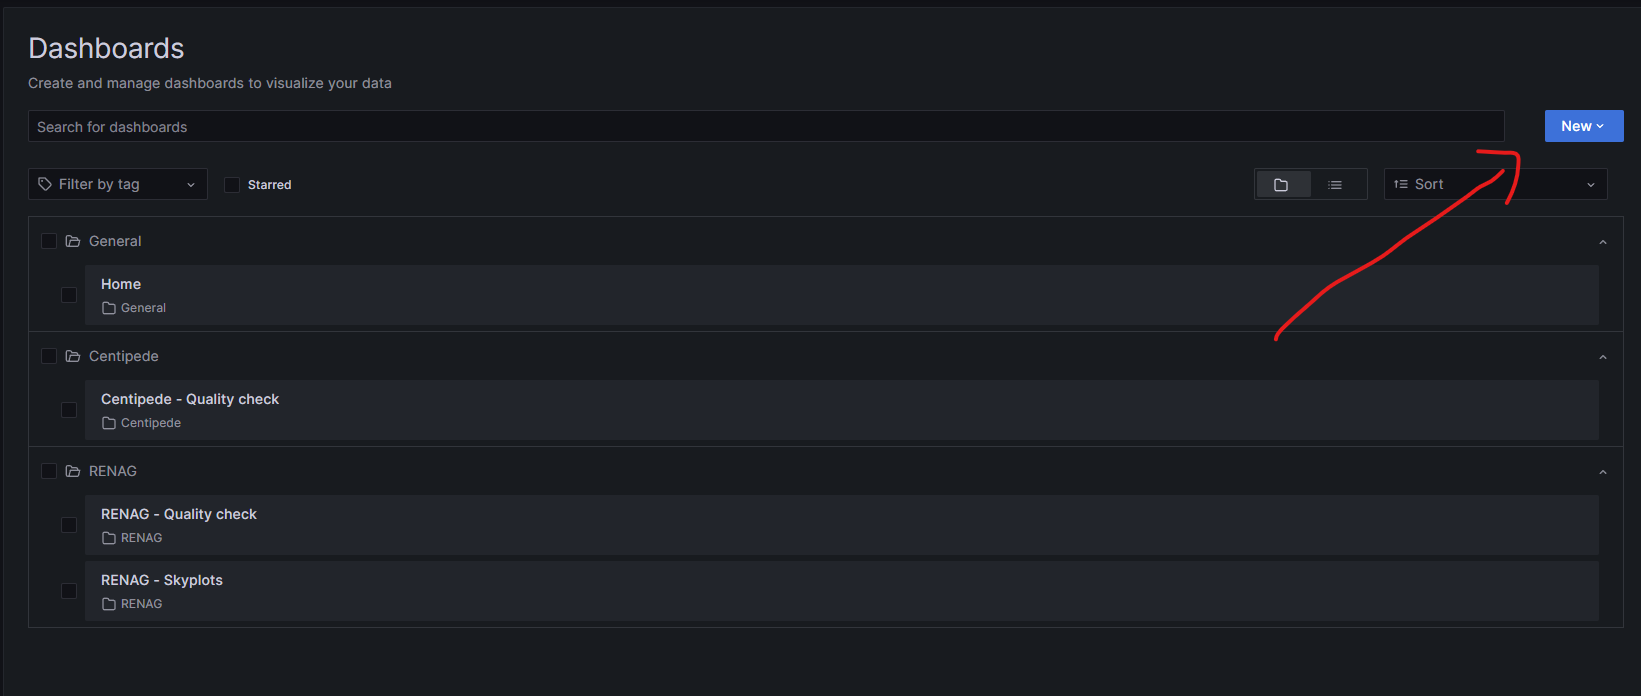 Dashboards
Create and manage dashboards to visualize your data
Search for dashboards
New
Filter by tag
Starred
Sort
General
Home
General
Centipede
Centipede - Quality check
Centipede
RENAG
RENAG - Quality check
RENAG
RENAG - Skyplots
RENAG